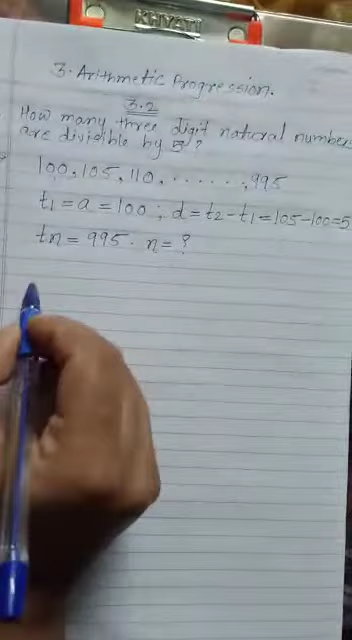 KHYATI
3. Arithmetic Progression.
3.2
How many three digit natural numbers
are divisible by 5?
100, 105, 110, . . . . . . ., 995
t1 = a = 100 ; d = t2 - t1 = 105 - 100 = 5
tn = 995. n = ?